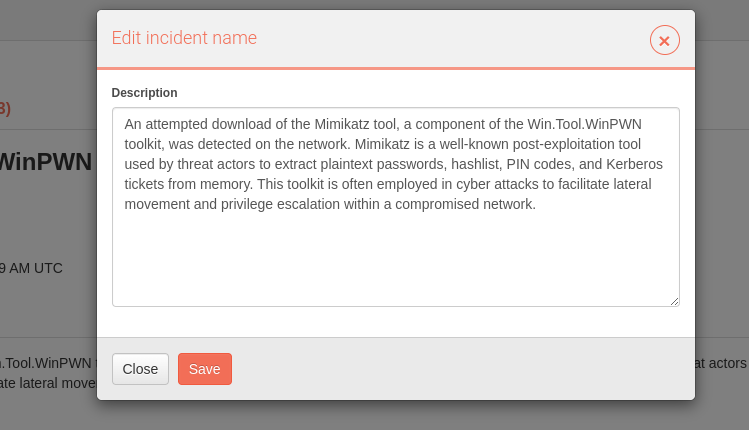 Edit incident name
3)
Description
An attempted download of the Mimikatz tool, a component of the Win.Tool.WinPWN
toolkit, was detected on the network. Mimikatz is a well-known post-exploitation tool
used by threat actors to extract plaintext passwords, hashlist, PIN codes, and Kerberos
tickets from memory. This toolkit is often employed in cyber attacks to facilitate lateral
movement and privilege escalation within a compromised network.
WinPWN
9 AM UTC
.Tool.WinPWN
at actors
Close Save
ate lateral move